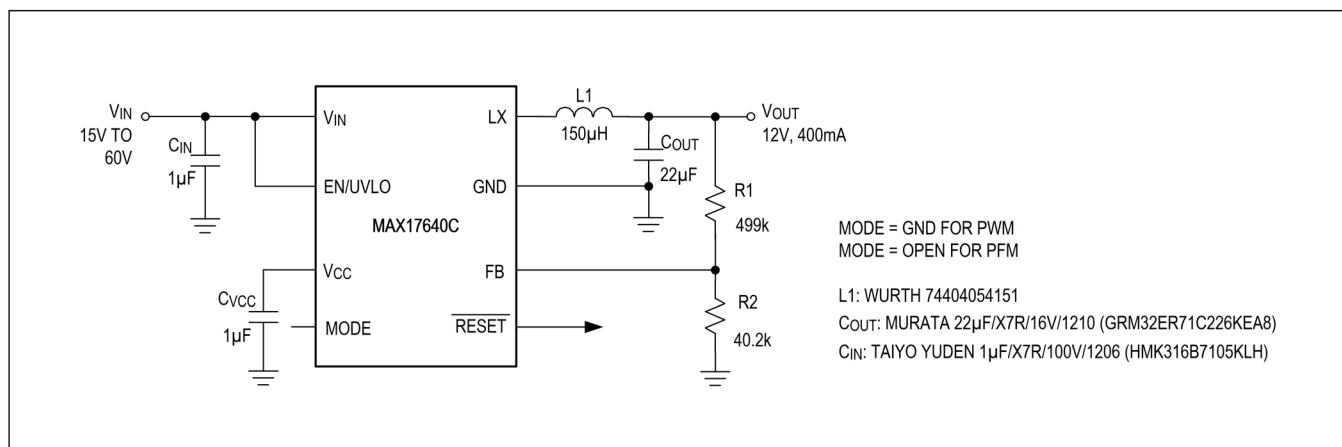 VIN
15V TO
60V
CIN
1µF
VIN
EN/UVLO
VCC
MODE
CVCC
1µF
MAX17640C
LX
GND
FB
RESET
L1
150µH
COUT
22µF
VOUT
12V, 400mA
R1
499k
R2
40.2k
MODE = GND FOR PWM
MODE = OPEN FOR PFM
L1: WURTH 74404054151
COUT: MURATA 22µF/X7R/16V/1210 (GRM32ER71C226KEA8)
CIN: TAIYO YUDEN 1µF/X7R/100V/1206 (HMK316B7105KLH)